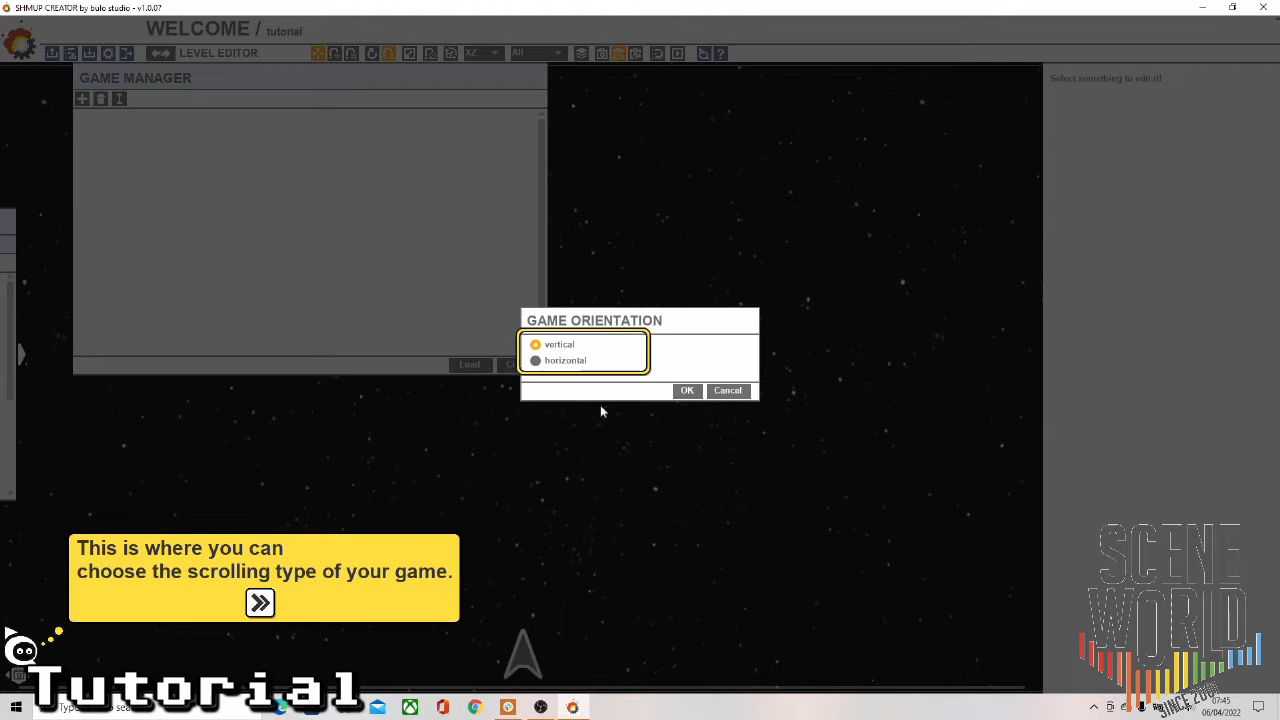 SHMUP CREATOR by bulo studio - v1.0.07
WELCOME / tutorial
LEVEL EDITOR
XZ
All
GAME MANAGER
Select something to edit it!
GAME ORIENTATION
vertical
horizontal
Load
OK
Cancel
This is where you can
choose the scrolling type of your game.
Tutorial
SCENE
WORLD
07:45
06/04/2022